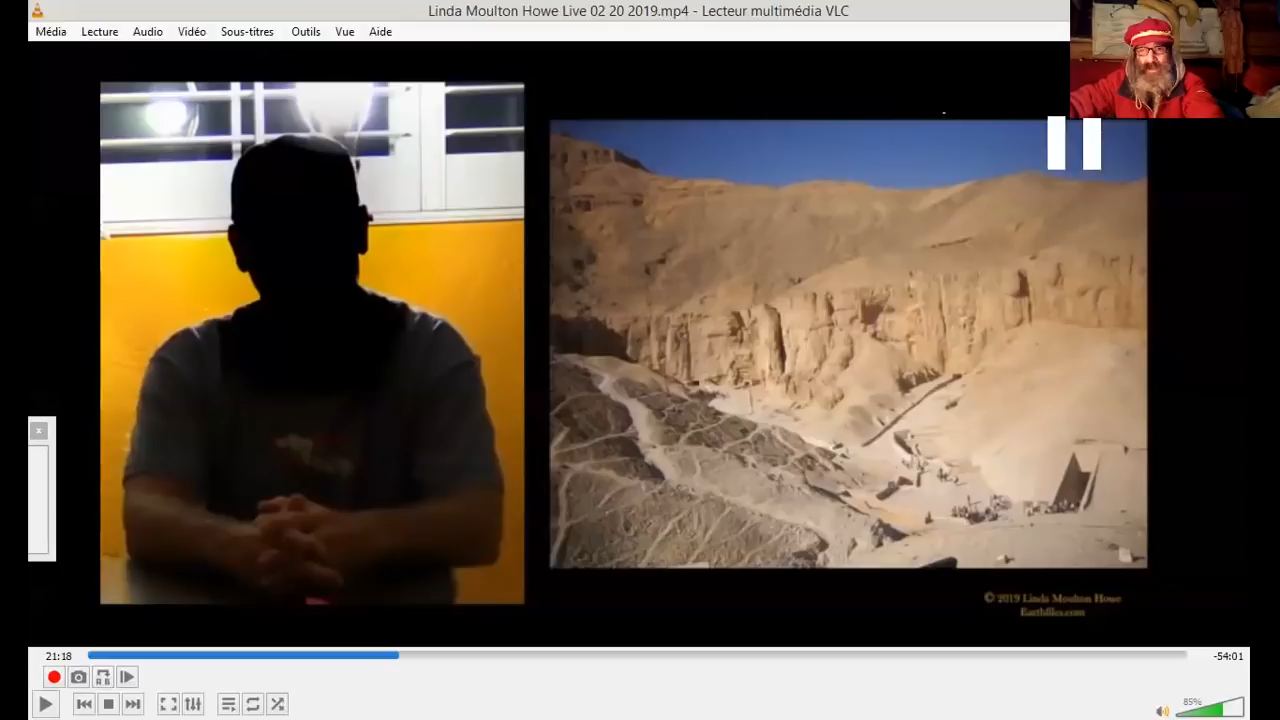 Linda Moulton Howe Live 02 20 2019.mp4 - Lecteur multimédia VLC
Média Lecture Audio Vidéo Sous-titres Outils Vue Aide
© 2019 Linda Moulton Howe
Earthfiles.com
21:18
-54:01
A B
85%